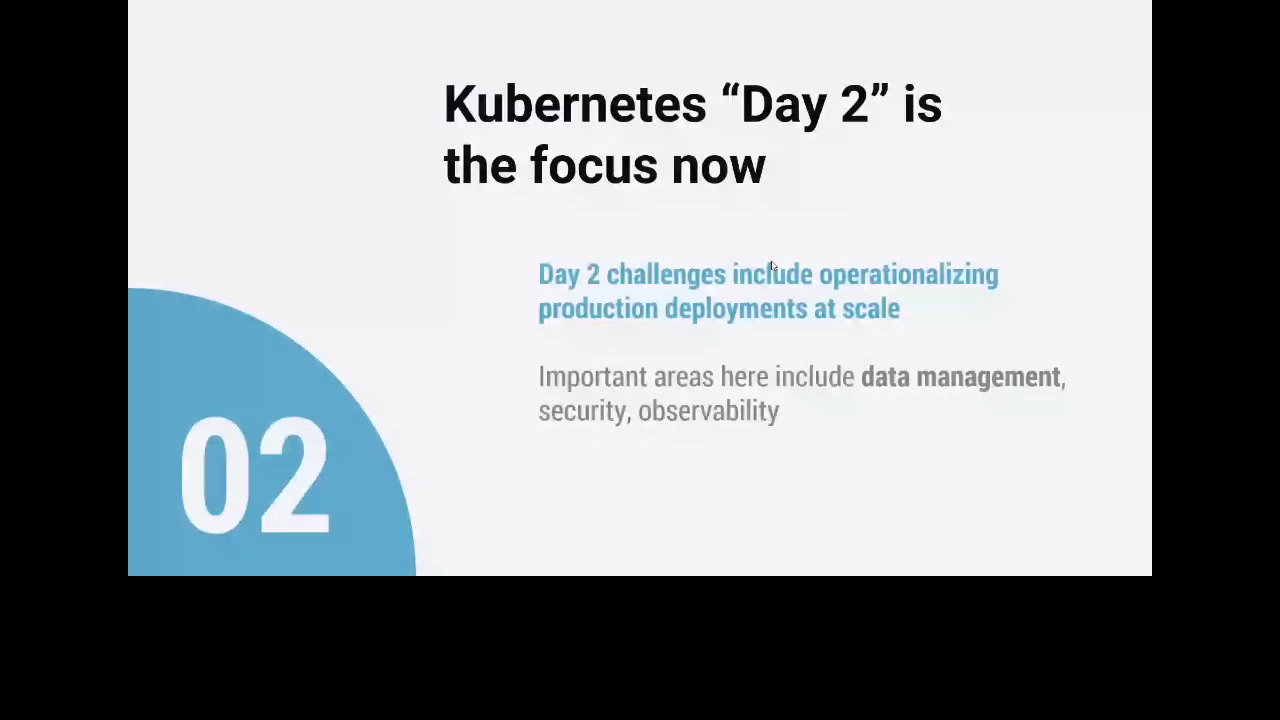 Kubernetes “Day 2” is
the focus now
Day 2 challenges include operationalizing
production deployments at scale
Important areas here include data management,
security, observability
02